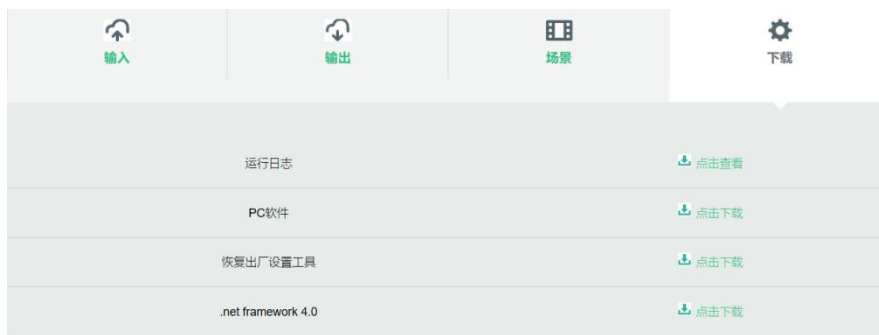 输入 输出 场景 下载
运行日志 点击查看
PC软件 点击下载
恢复出厂设置工具 点击下载
.net framework 4.0 点击下载